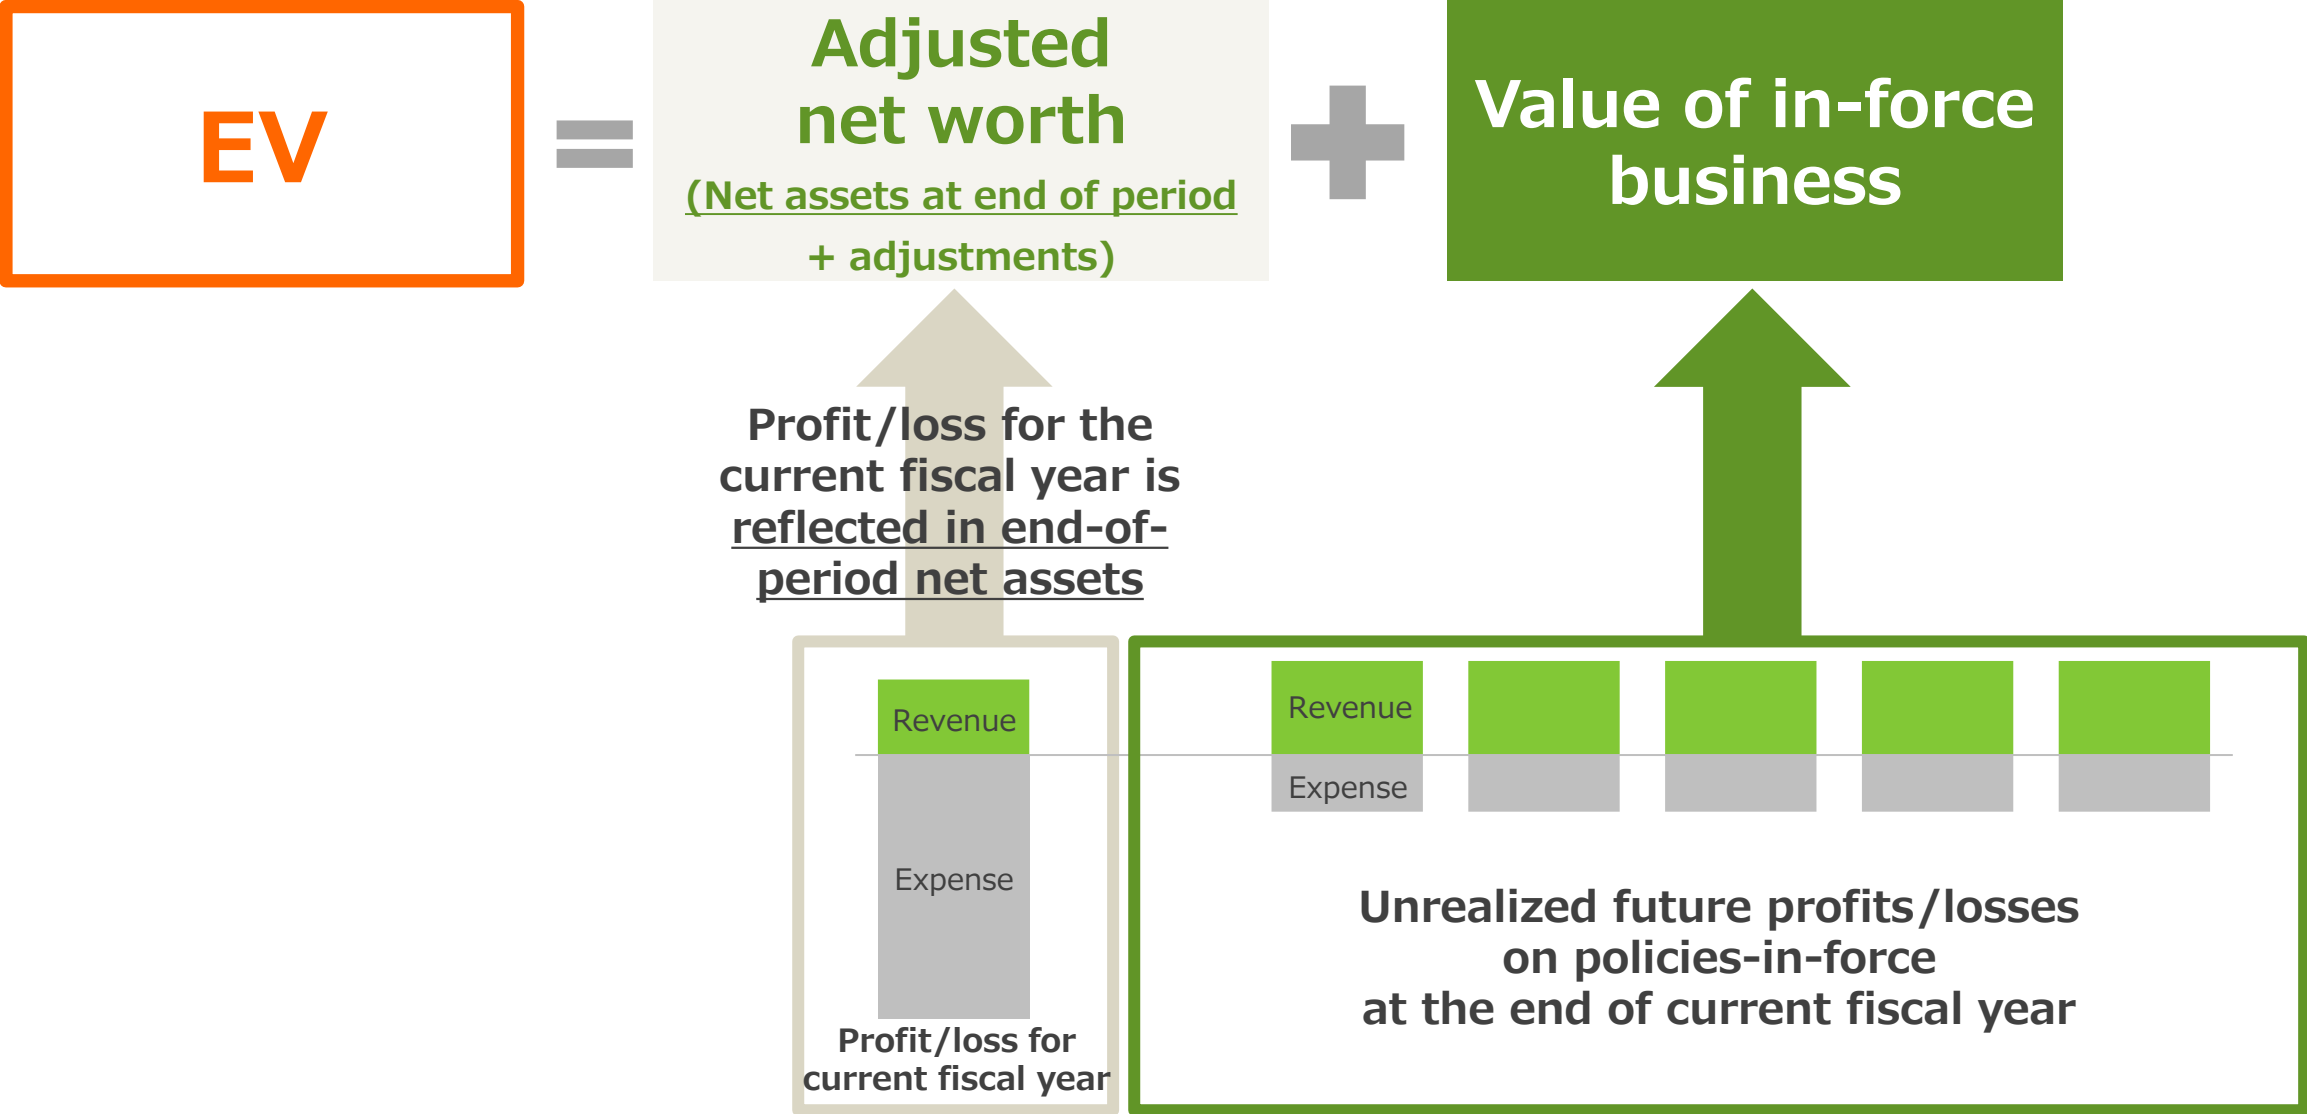 EV
=
Adjusted
net worth
(Net assets at end of period
+ adjustments)
+
Value of in-force
business
Profit/loss for the
current fiscal year is
reflected in end-of-
period net assets
Revenue
Expense
Profit/loss for
current fiscal year
Revenue
Expense
Unrealized future profits/losses
on policies-in-force
at the end of current fiscal year